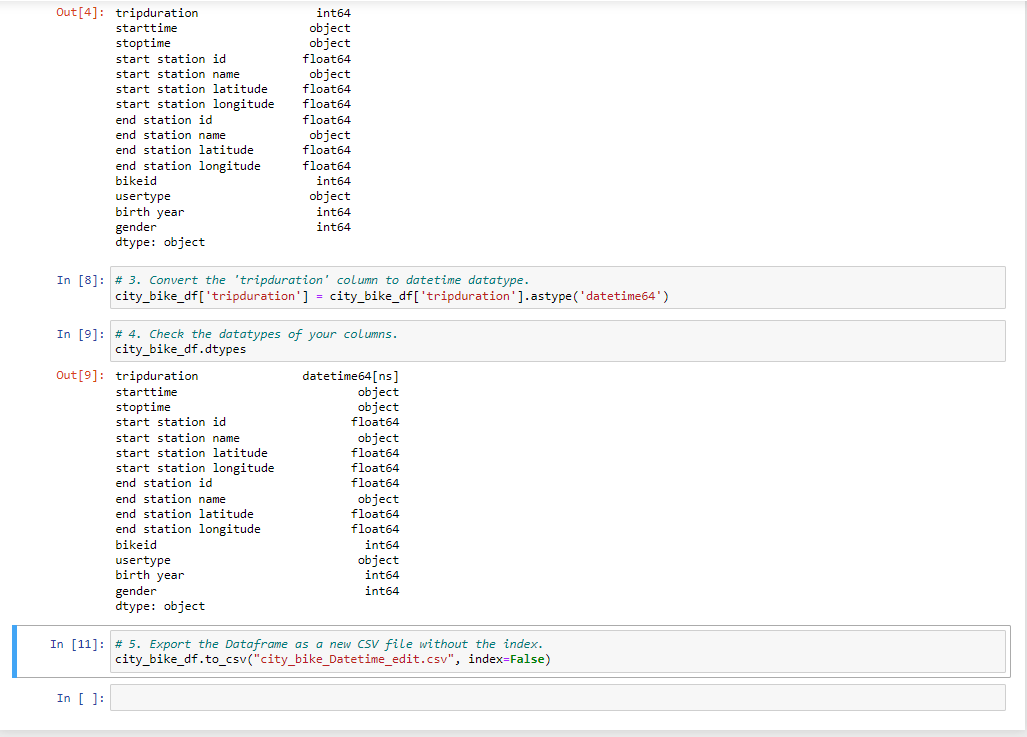 Out[4]: tripduration int64
starttime object
stoptime object
start station id float64
start station name object
start station latitude float64
start station longitude float64
end station id float64
end station name object
end station latitude float64
end station longitude float64
bikeid int64
usertype object
birth year int64
gender int64
dtype: object
In [8]: # 3. Convert the 'tripduration' column to datetime datatype.
city_bike_df['tripduration'] = city_bike_df['tripduration'].astype('datetime64')
In [9]: # 4. Check the datatypes of your columns.
city_bike_df.dtypes
Out[9]: tripduration datetime64[ns]
starttime object
stoptime object
start station id float64
start station name object
start station latitude float64
start station longitude float64
end station id float64
end station name object
end station latitude float64
end station longitude float64
bikeid int64
usertype object
birth year int64
gender int64
dtype: object
In [11]: # 5. Export the Dataframe as a new CSV file without the index.
city_bike_df.to_csv("city_bike_Datetime_edit.csv", index=False)
In [ ]: